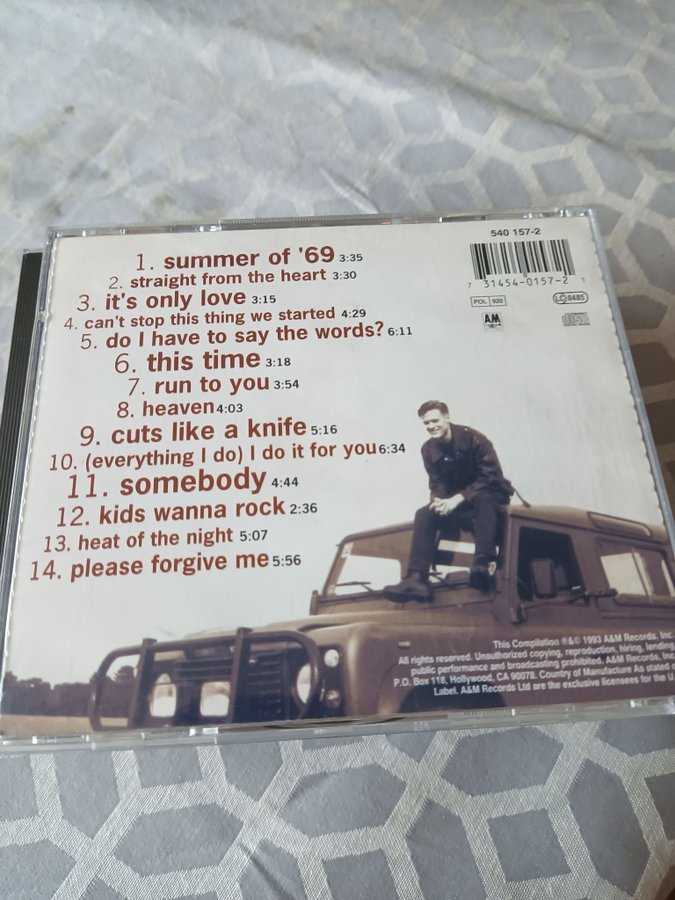 1. summer of '69 3:35
2. straight from the heart 3:30
3. it's only love 3:15
4. can't stop this thing we started 4:29
5. do I have to say the words? 6:11
6. this time 3:18
7. run to you 3:54
8. heaven 4:03
9. cuts like a knife 5:16
10. (everything I do) I do it for you 6:34
11. somebody 4:44
12. kids wanna rock 2:36
13. heat of the night 5:07
14. please forgive me 5:56
540 157-2
7 31454-0157-2 1
POL 920
LC 0485
AM
This Compilation ℗&© 1993 A&M Records, Inc.
All rights reserved. Unauthorized copying, reproduction, hiring, lending
public performance and broadcasting prohibited. A&M Records, Inc
P.O. Box 118, Hollywood, CA 90078. Country of Manufacture As stated
Label. A&M Records Ltd are the exclusive licensees for the U.